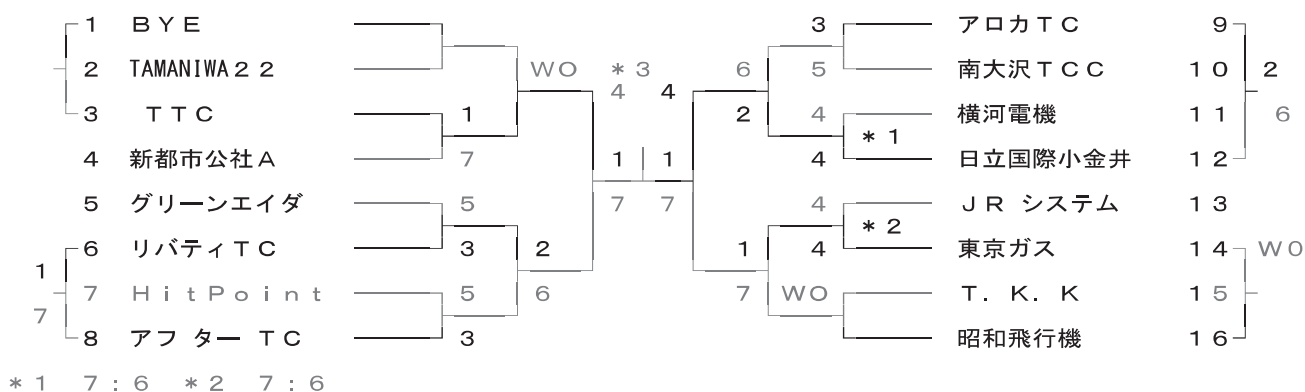 1 BYE 3 アロカTC 9
2 TAMANIWA22 WO *3 6 5 南大沢TCC 10 2
4 4
3 TTC 1 2 4 横河電機 11 6
*1
4 新都市公社A 7 1 1 4 日立国際小金井 12
5 グリーンエイダ 5 7 7 4 JR システム 13
*2
6 リバティTC 3 2 1 4 東京ガス 14 WO
1
7 HitPoint 5 6 7 WO T.K.K 15
7
8 アフターTC 3 昭和飛行機 16
*1 7:6 *2 7:6